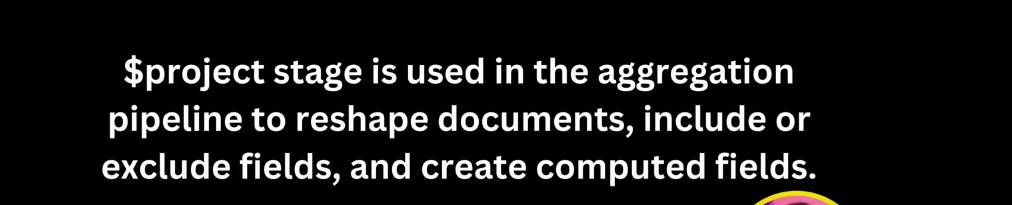 $project stage is used in the aggregation
pipeline to reshape documents, include or
exclude fields, and create computed fields.